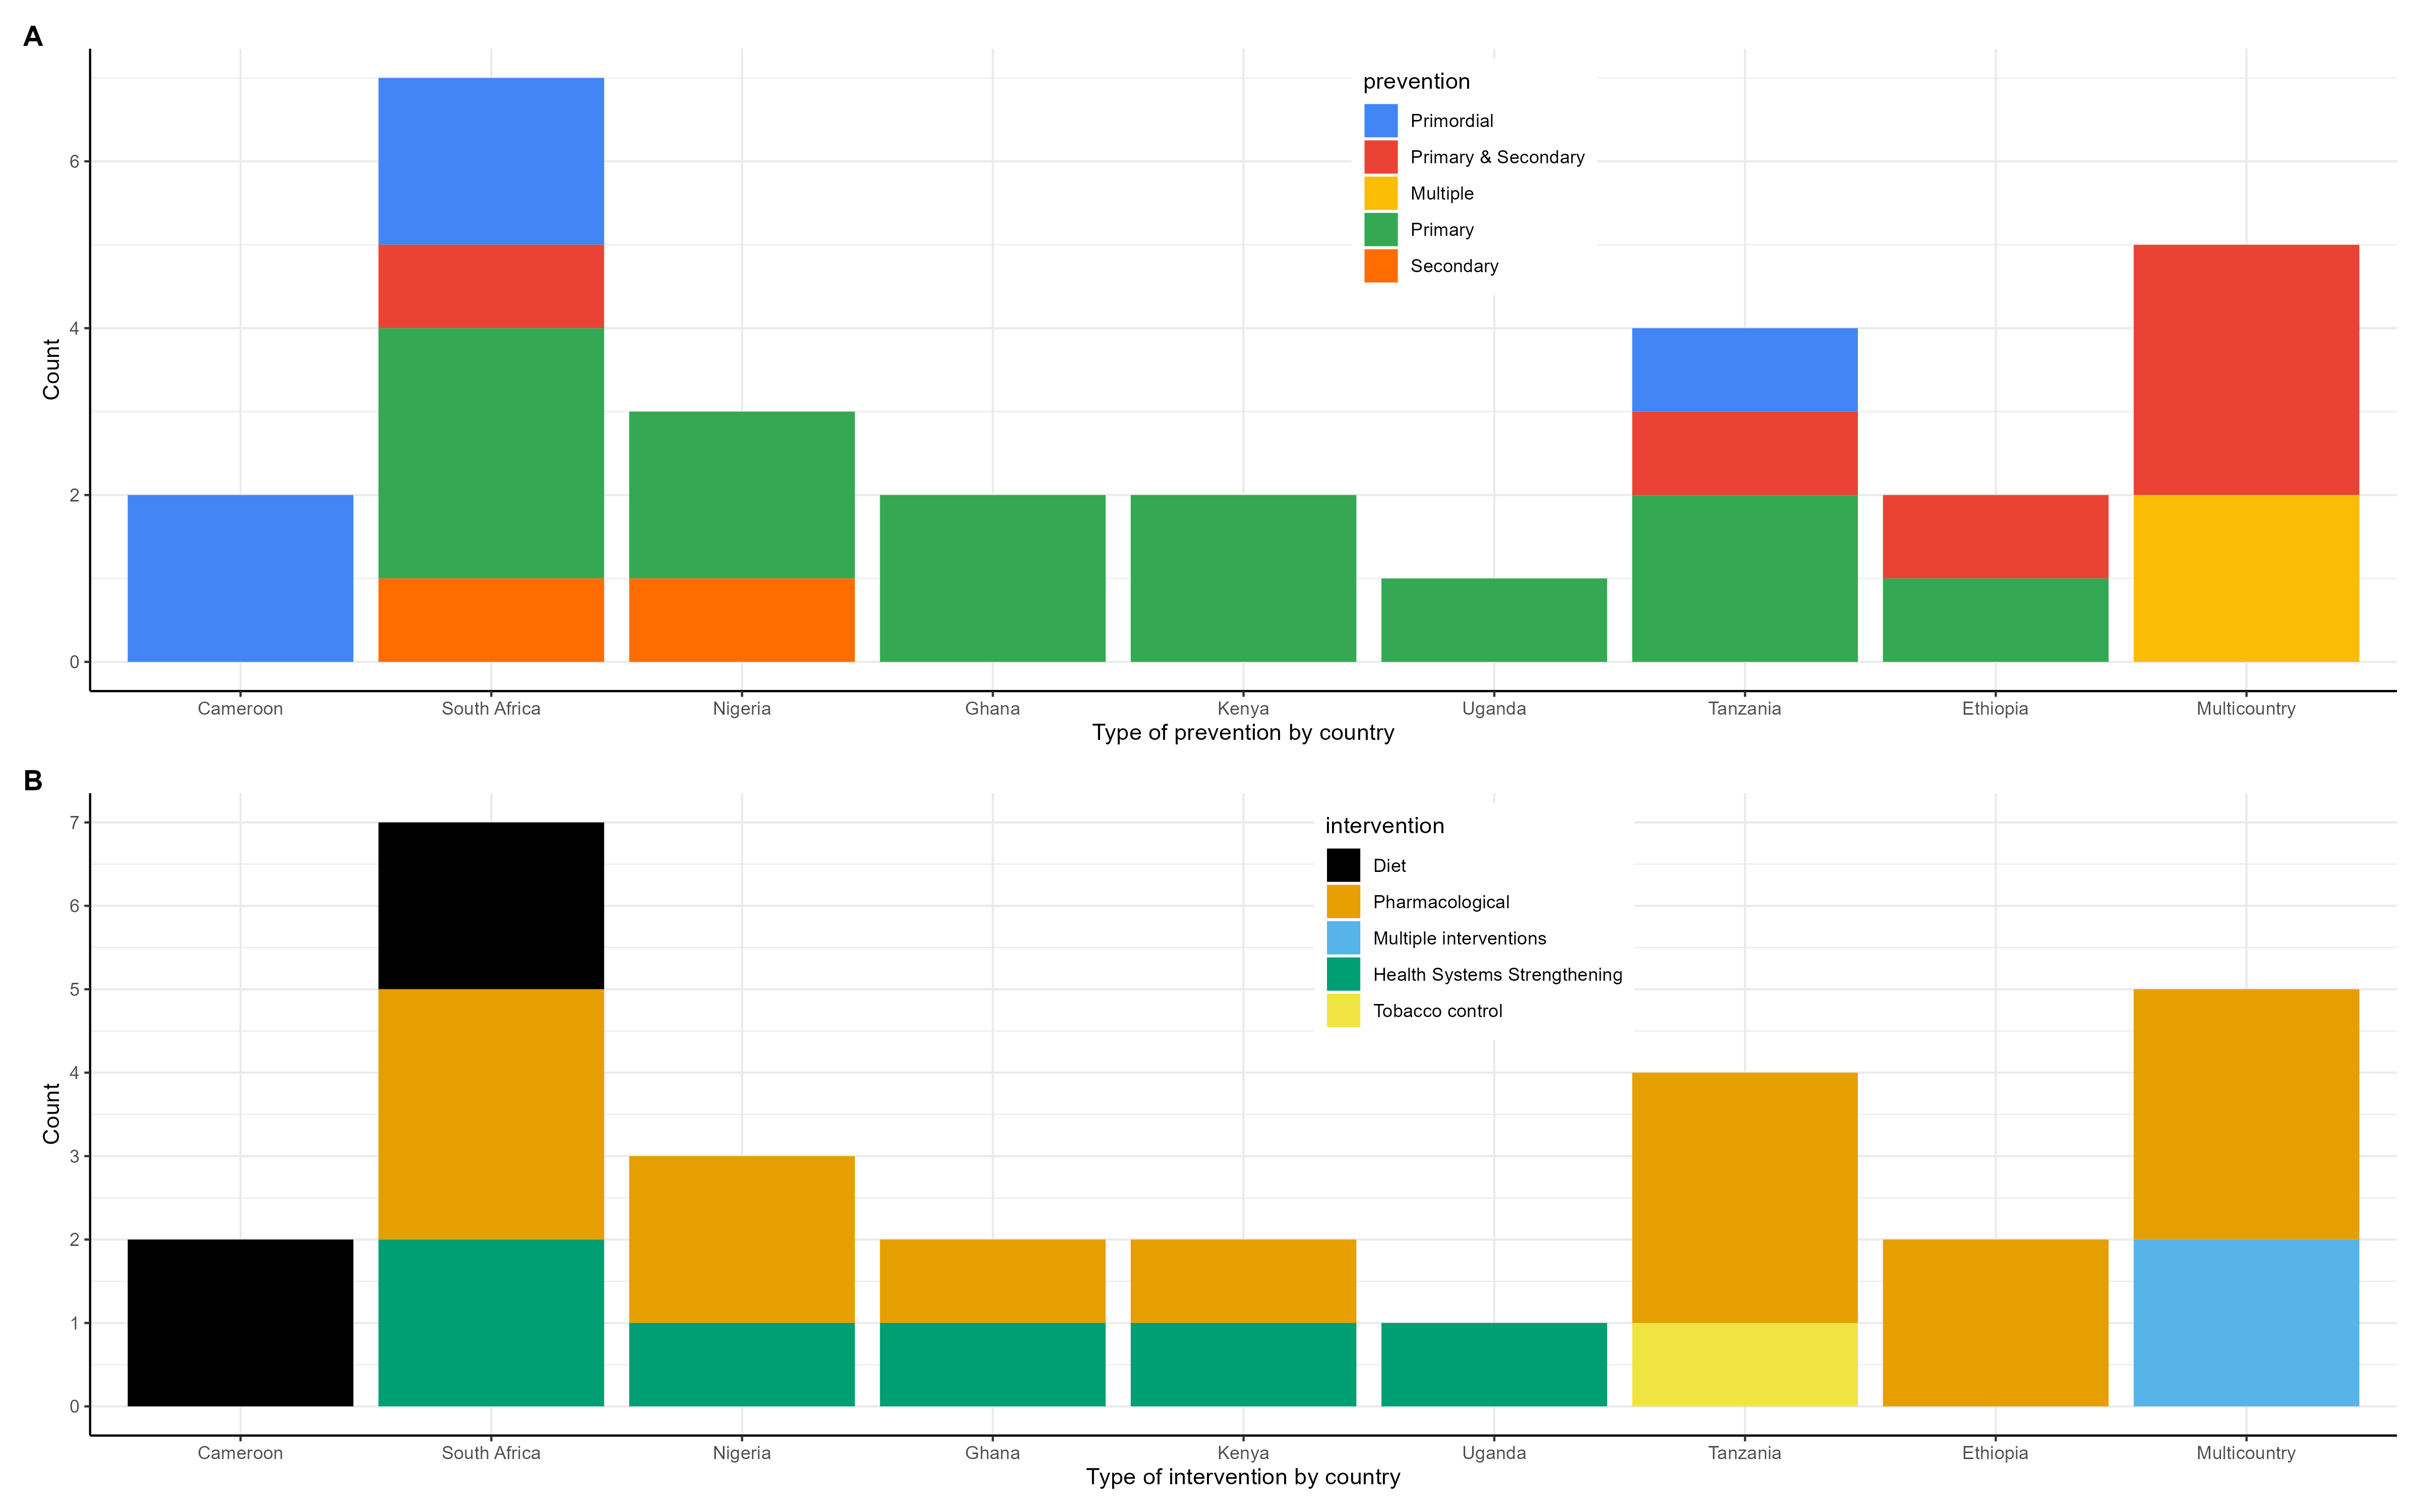 A
prevention
Primordial
Primary & Secondary
Multiple
Primary
Secondary
6
4
2
0
Count
Cameroon South Africa Nigeria Ghana Kenya Uganda Tanzania Ethiopia Multicountry
Type of prevention by country
B
intervention
Diet
Pharmacological
Multiple interventions
Health Systems Strengthening
Tobacco control
7
6
5
4
3
2
1
0
Count
Cameroon South Africa Nigeria Ghana Kenya Uganda Tanzania Ethiopia Multicountry
Type of intervention by country